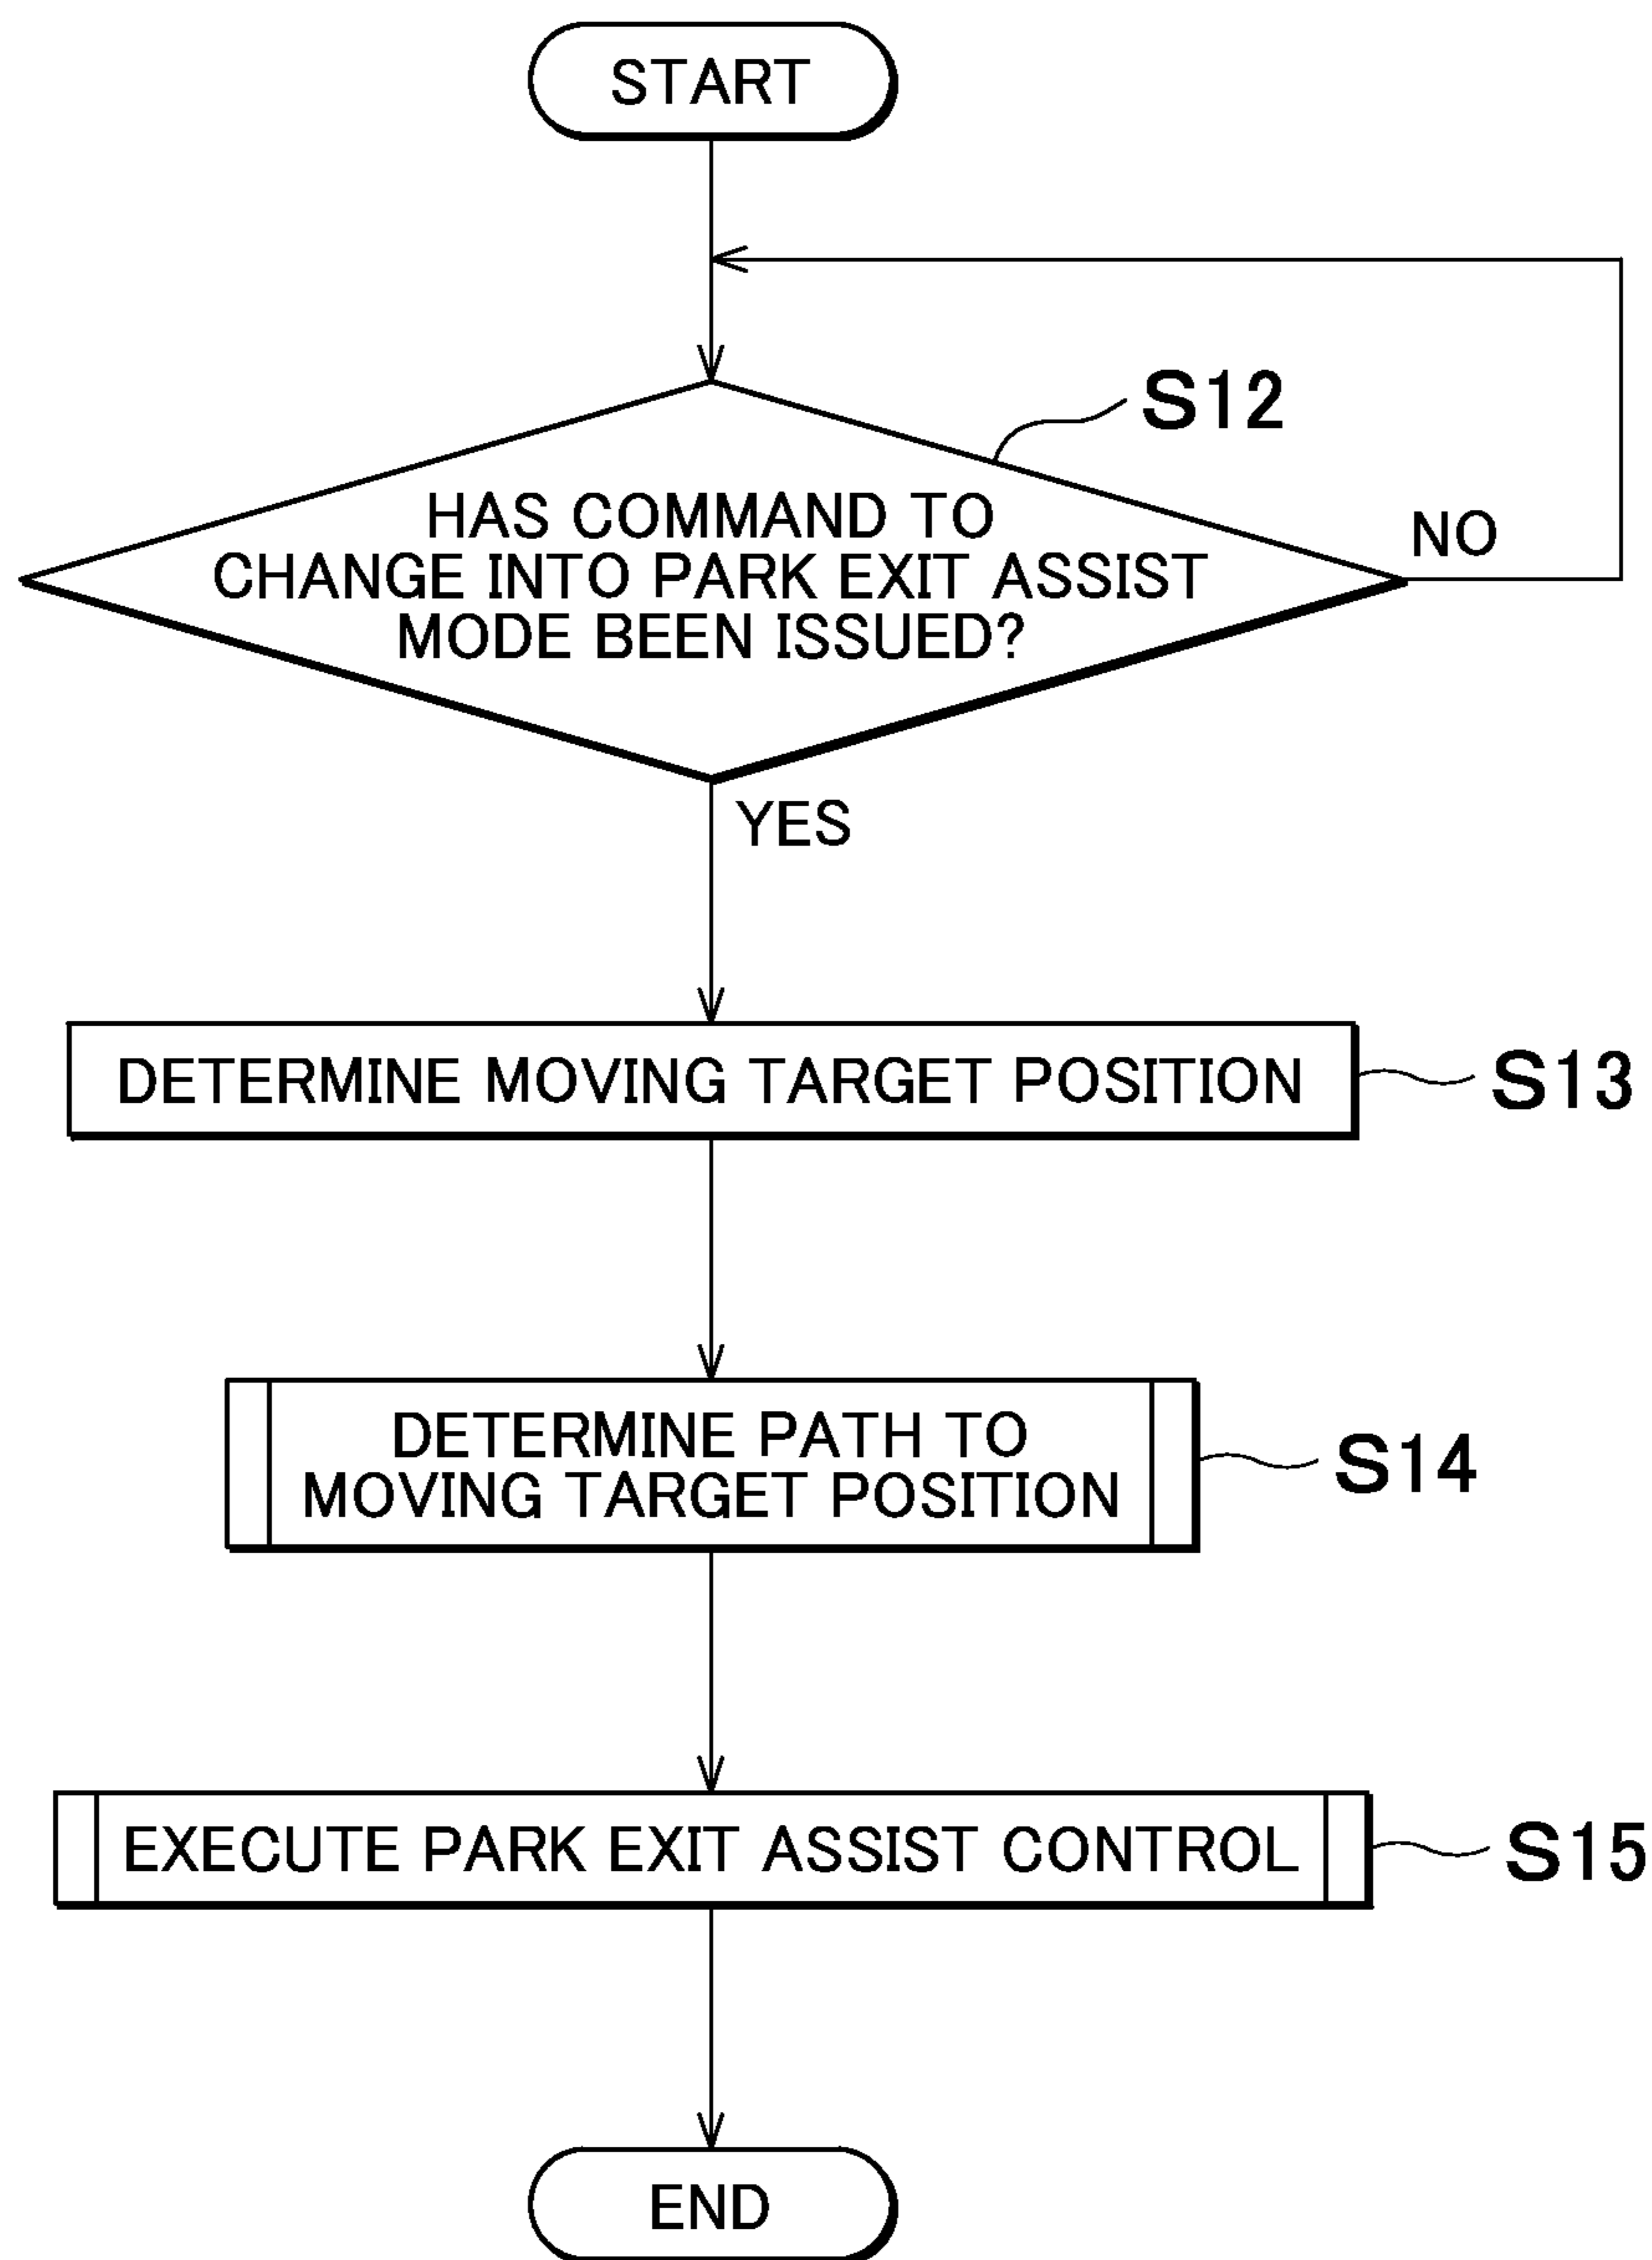 START
S12
HAS COMMAND TO
CHANGE INTO PARK EXIT ASSIST
MODE BEEN ISSUED?
NO
YES
DETERMINE MOVING TARGET POSITION
S13
DETERMINE PATH TO
MOVING TARGET POSITION
S14
EXECUTE PARK EXIT ASSIST CONTROL
S15
END